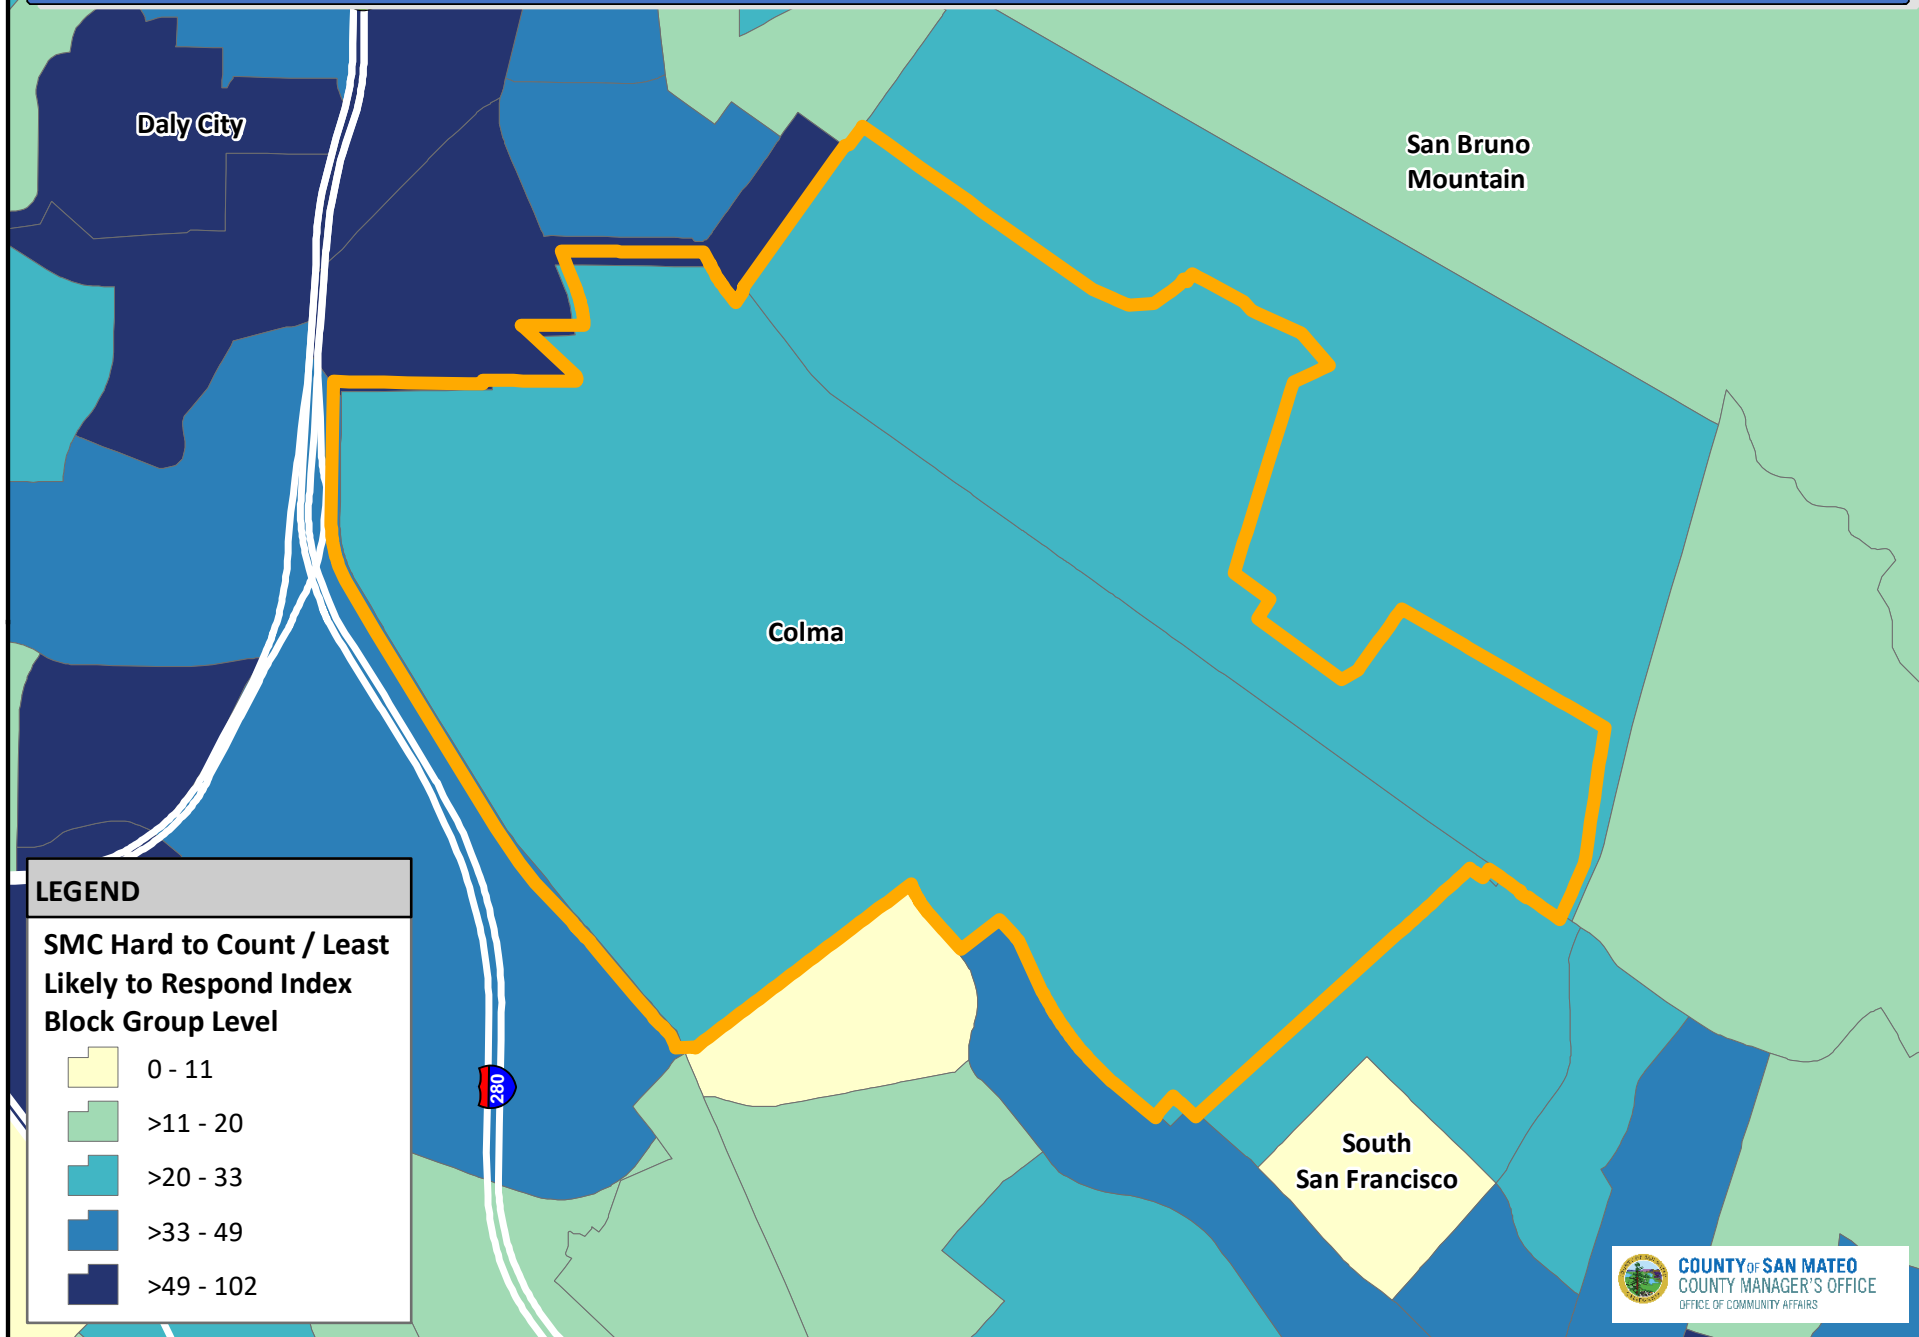 Daly City
San Bruno
Mountain
Colma
LEGEND
SMC Hard to Count / Least
Likely to Respond Index
Block Group Level
0 - 11
>11 - 20
>20 - 33
>33 - 49
>49 - 102
280
South
San Francisco
COUNTY OF SAN MATEO
COUNTY MANAGER'S OFFICE
OFFICE OF COMMUNITY AFFAIRS